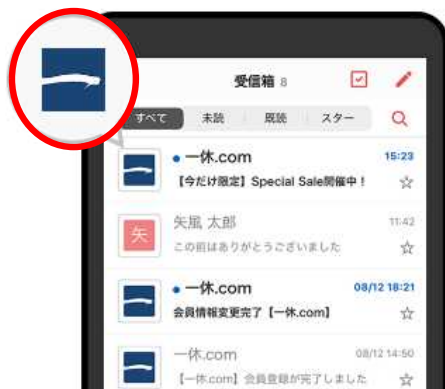 受信箱 8
すべて 未読 既読 スター
一休.com 15:23
【今だけ限定】Special Sale開催中！
矢
矢風 太郎 11:42
この前はありがとうございました
一休.com 08/12 18:21
会員情報変更完了【一休.com】
一休.com 08/12 14:50
【一休.com】会員登録が完了しました